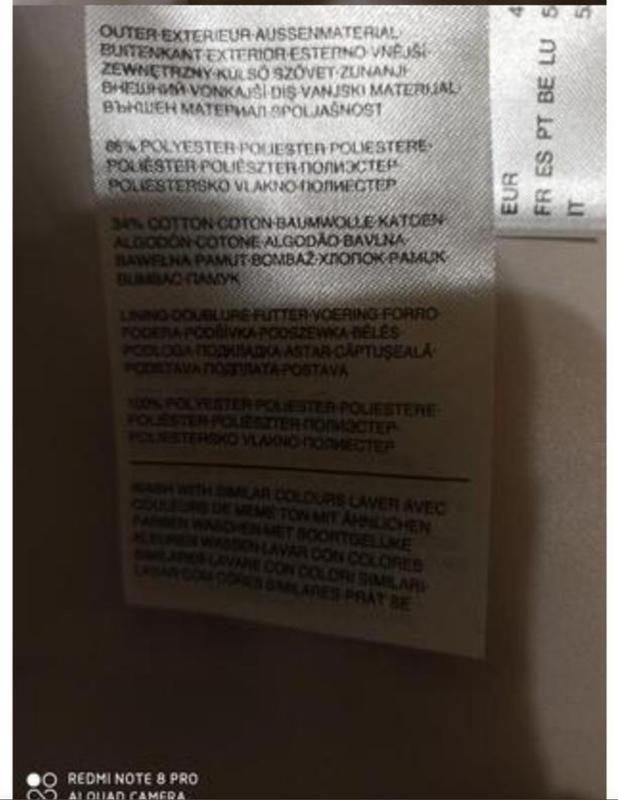 OUTER·EXTERIEUR·AUSSENMATERIAL
BUITENKANT·EXTERIOR·ESTERNO·VNĚJŠÍ·
ZEWNĘTRZNY·KÜLSŐ SZÖVET·ZUNANJI·
ВНЕШНИЙ·VONKAJŠÍ·DIŞ·VANJSKI MATERIJAL·
ВЪНШЕН МАТЕРИАЛ·SPOLJAŠNOST
POLYESTER·POLIESTER·POLIESTERE·
POLIÉSTER·POLIÉSZTER·ПОЛИЭСТЕР·
POLIESTERSKO VLAKNO·ПОЛИЕСТЕР
34% COTTON·COTON·BAUMWOLLE·KATOEN·
ALGODÓN·COTONE·ALGODÃO·BAVLNA·
BAWEŁNA·PAMUT·BOMBAŽ·ХЛОПОК·PAMUK·
BUMBAC·ПАМУК
LINING·DOUBLURE·FUTTER·VOERING·FORRO·
FODERA·PODŠÍVKA·PODSZEWKA·BÉLÉS·
PODLOGA·ПОДКЛАДКА·ASTAR·CĂPTUŞEALĂ·
PODSTAVA·ПОДПЛАТА·POSTAVA
100% POLYESTER·POLIESTER·POLIESTERE·
POLIÉSTER·POLIÉSZTER·ПОЛИЭСТЕР·
POLIESTERSKO VLAKNO·ПОЛИЕСТЕР
WASH WITH SIMILAR COLOURS·LAVER AVEC
COULEURS DE MEME TON·MIT ÄHNLICHEN
FARBEN WASCHEN·MET SOORTGELIJKE
KLEUREN WASSEN·LAVAR CON COLORES
SIMILARES·LAVARE CON COLORI SIMILARI·
LAVAR COM CORES SIMILARES·PRÁT SE
EUR 4
FR ES PT BE LU 5
IT 5
REDMI NOTE 8 PRO
AI QUAD CAMERA